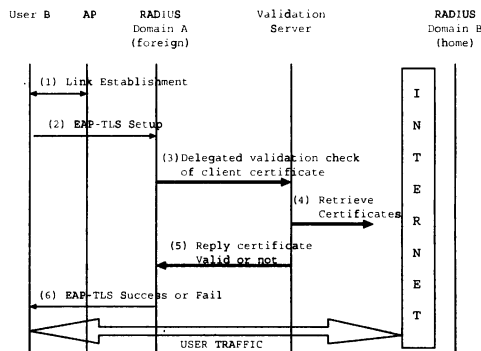 User B AP RADIUS Validation RADIUS
Domain A Server Domain B
(foreign) (home)
(1) Link Establishment
(2) EAP-TLS Setup
(3)Delegated validation check
of client certificate
(4) Retrieve
Certificates
(5) Reply certificate
Valid or not
(6) EAP-TLS Success or Fail
USER TRAFFIC
I
N
T
E
R
N
E
T